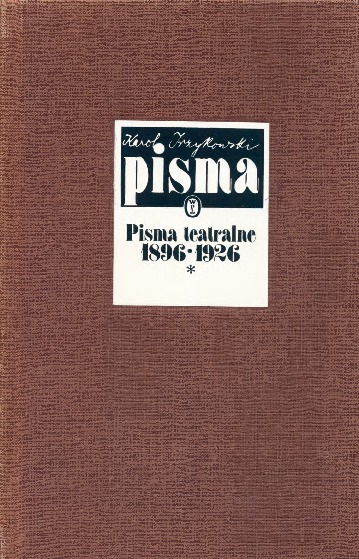 Karol Irzykowski
pisma
Pisma teatralne
1896·1926
*